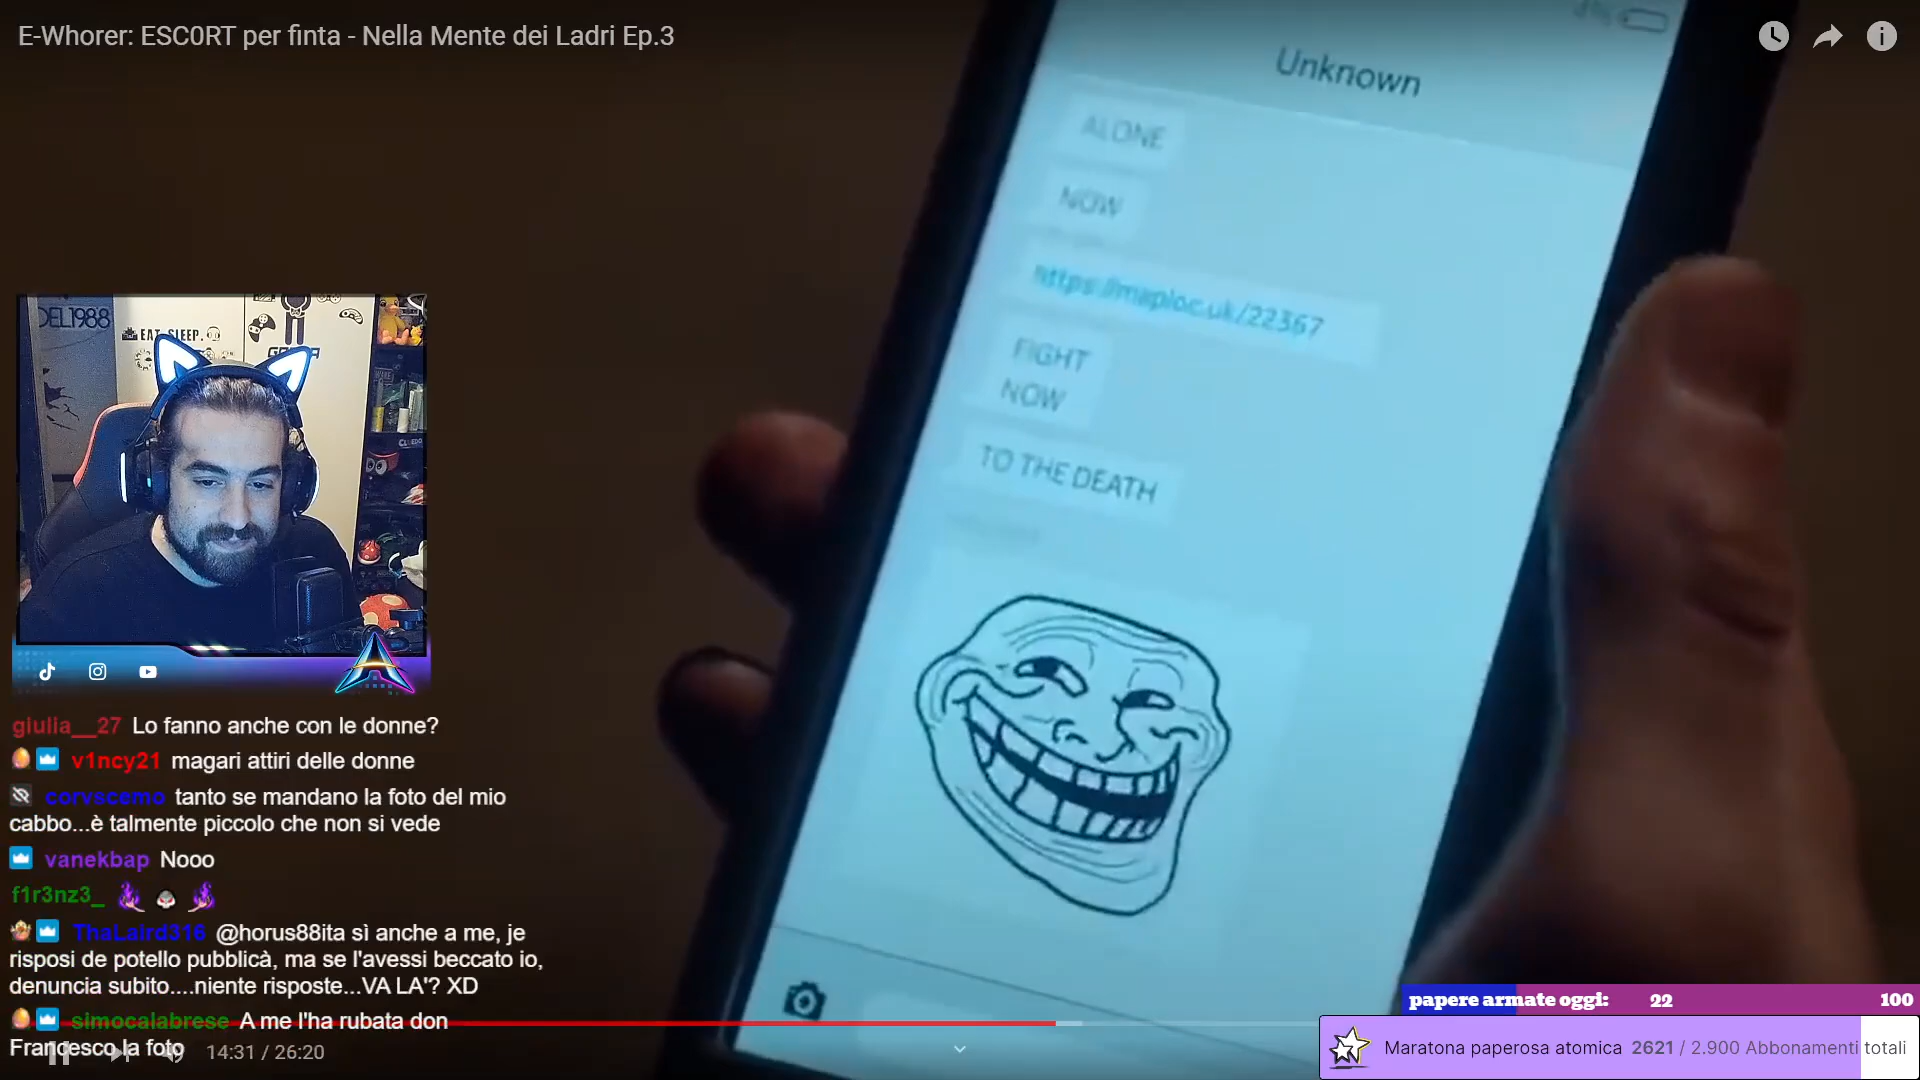 E-Whorer: ESC0RT per finta - Nella Mente dei Ladri Ep.3
4%
Unknown
ALONE
NOW
https://maploc.uk/22367
FIGHT
NOW
TO THE DEATH
DEL1988
EAT. SLEEP.
giulia__27 Lo fanno anche con le donne?
v1ncy21 magari attiri delle donne
corvscemo tanto se mandano la foto del mio
cabbo...è talmente piccolo che non si vede
vanekbap Nooo
f1r3nz3_
ThaLaird316 @horus88ita sì anche a me, je
risposi de potello pubblicà, ma se l'avessi beccato io,
denuncia subito....niente risposte...VA LA'? XD
simocalabrese A me l'ha rubata don
Francesco la foto
14:31 / 26:20
papere armate oggi: 22 100
Maratona paperosa atomica 2621 / 2.900 Abbonamenti totali